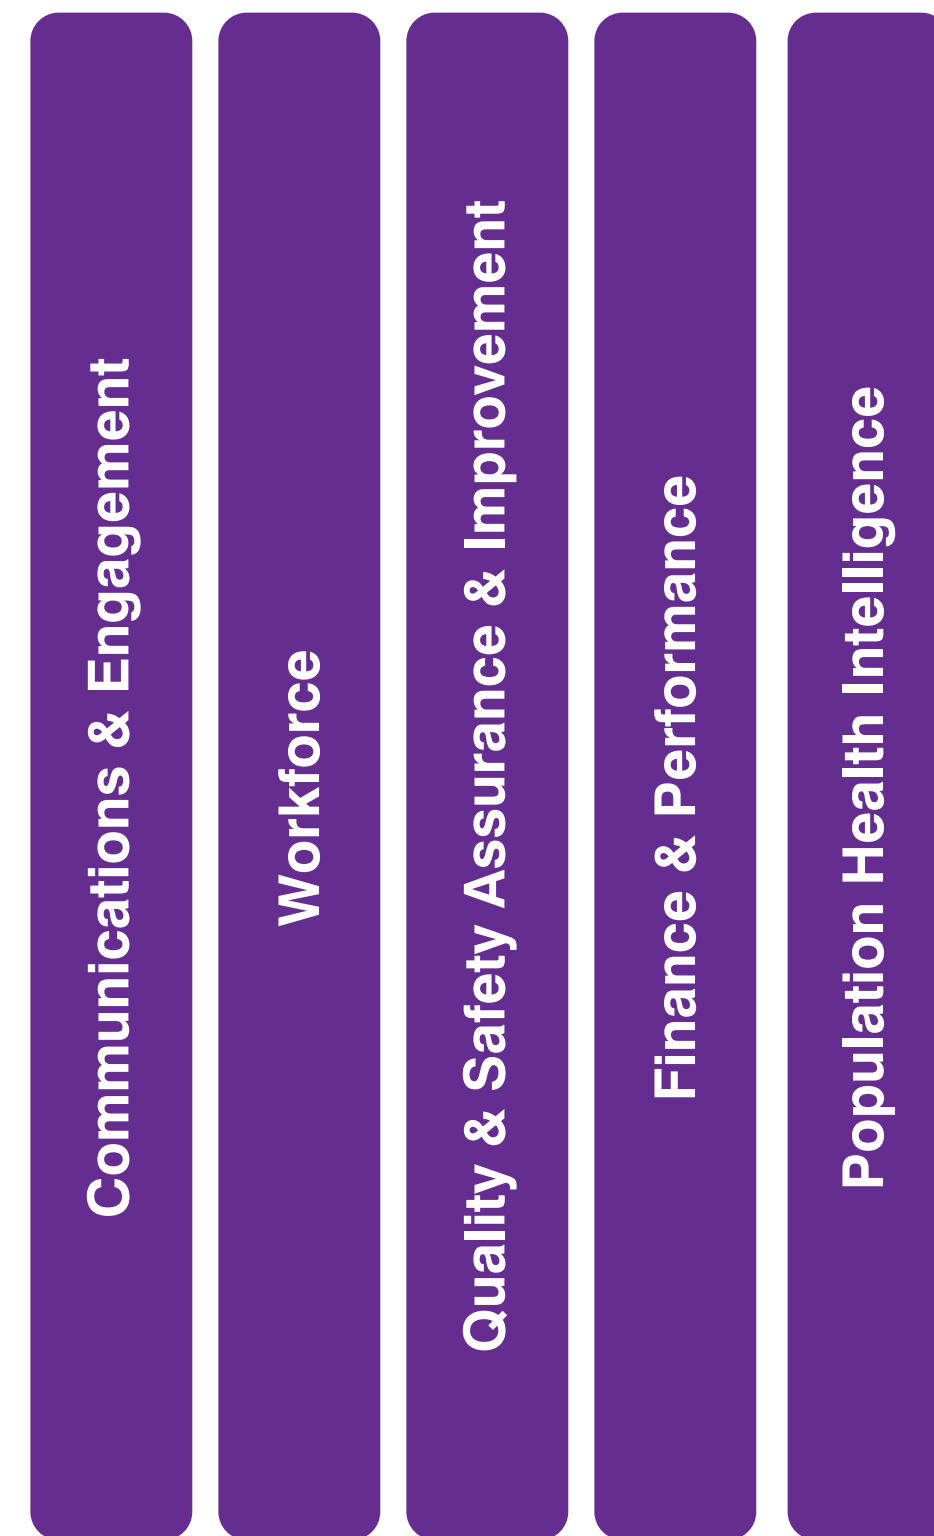 Communications & Engagement
Workforce
Quality & Safety Assurance & Improvement
Finance & Performance
Population Health Intelligence